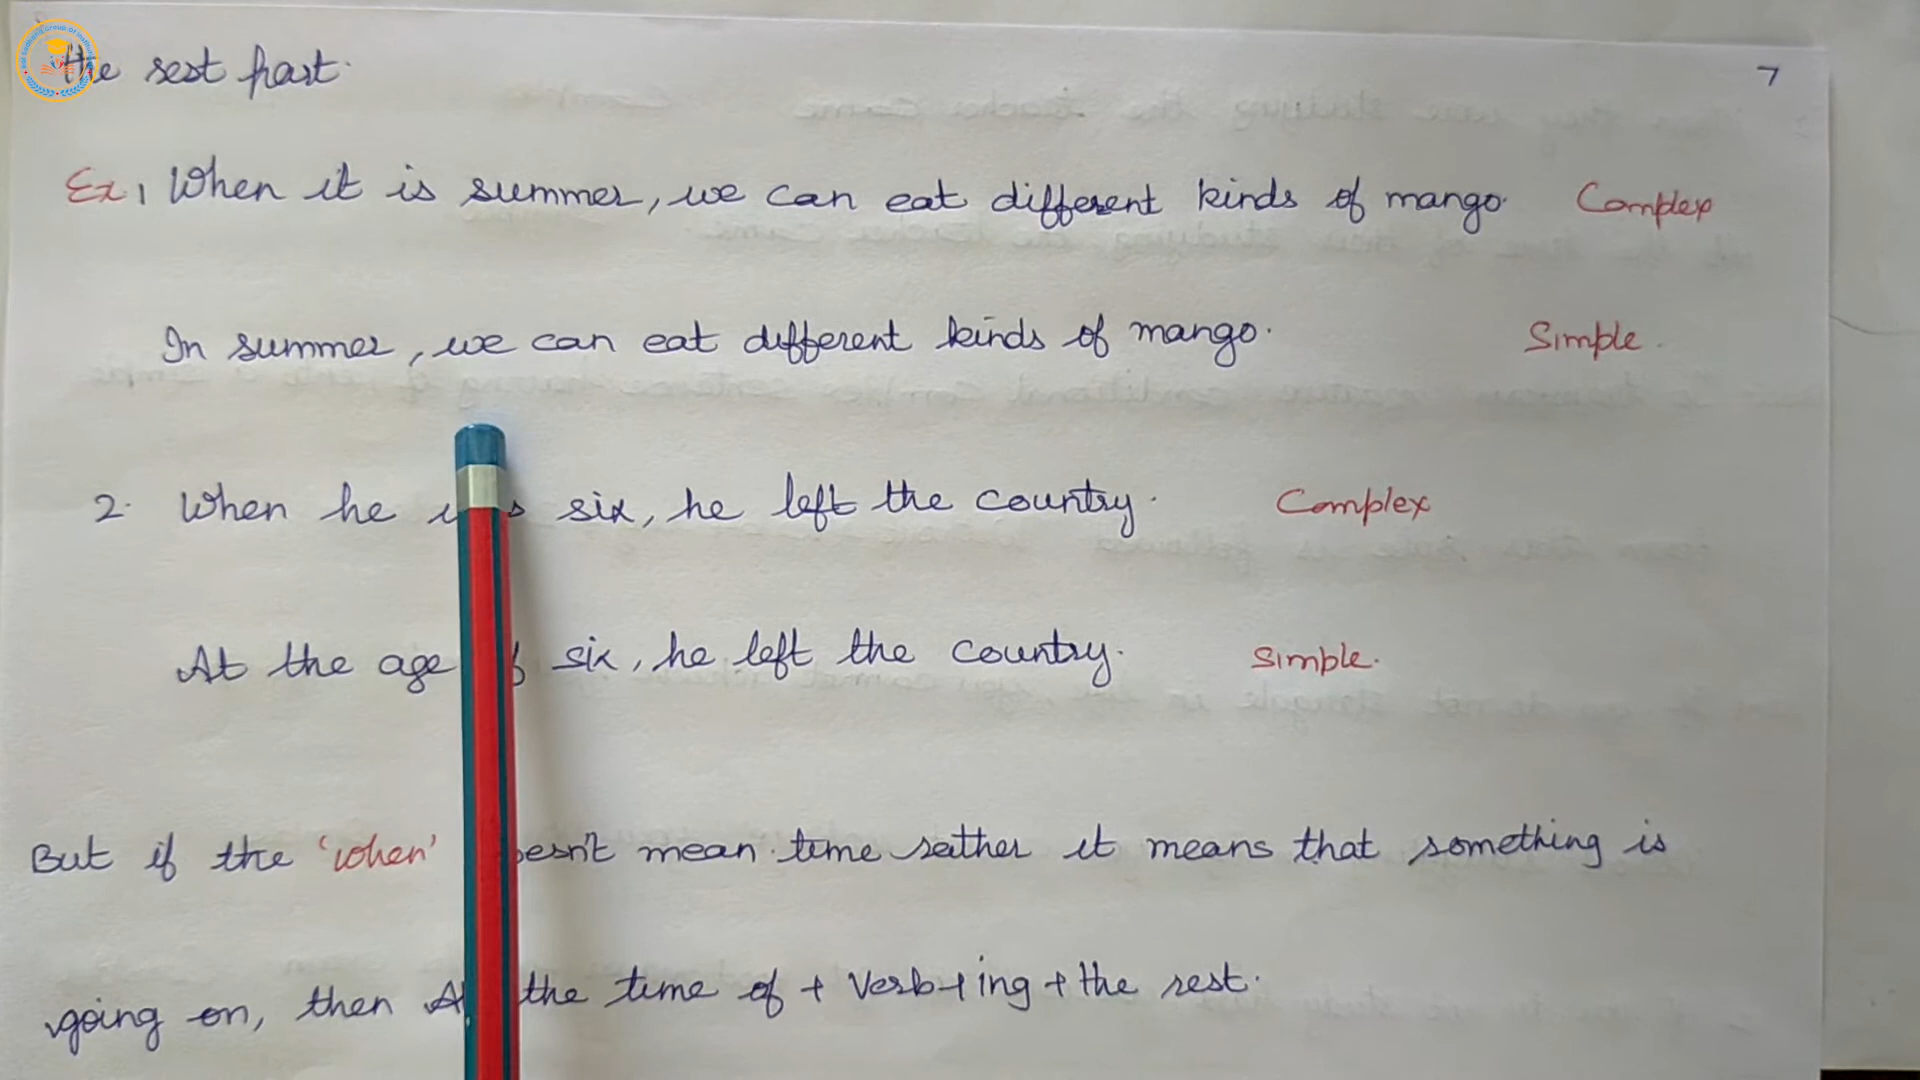 the rest part.
7
Ex, 1 When it is summer, we can eat different kinds of mango. Complex
In summer, we can eat different kinds of mango. Simple.
2. When he six, he left the country. Complex
At the age six, he left the country. Simple.
But if the 'when' doesn't mean time rather it means that something is
going on, then At the time of + Verb+ing + the rest.